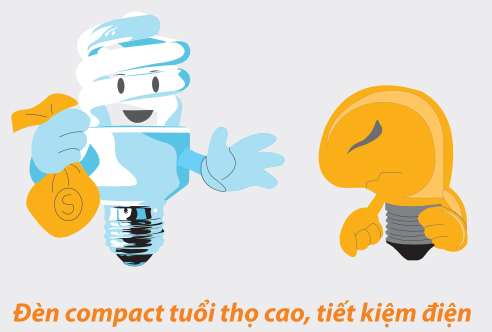 S
Đèn compact tuổi thọ cao, tiết kiệm điện